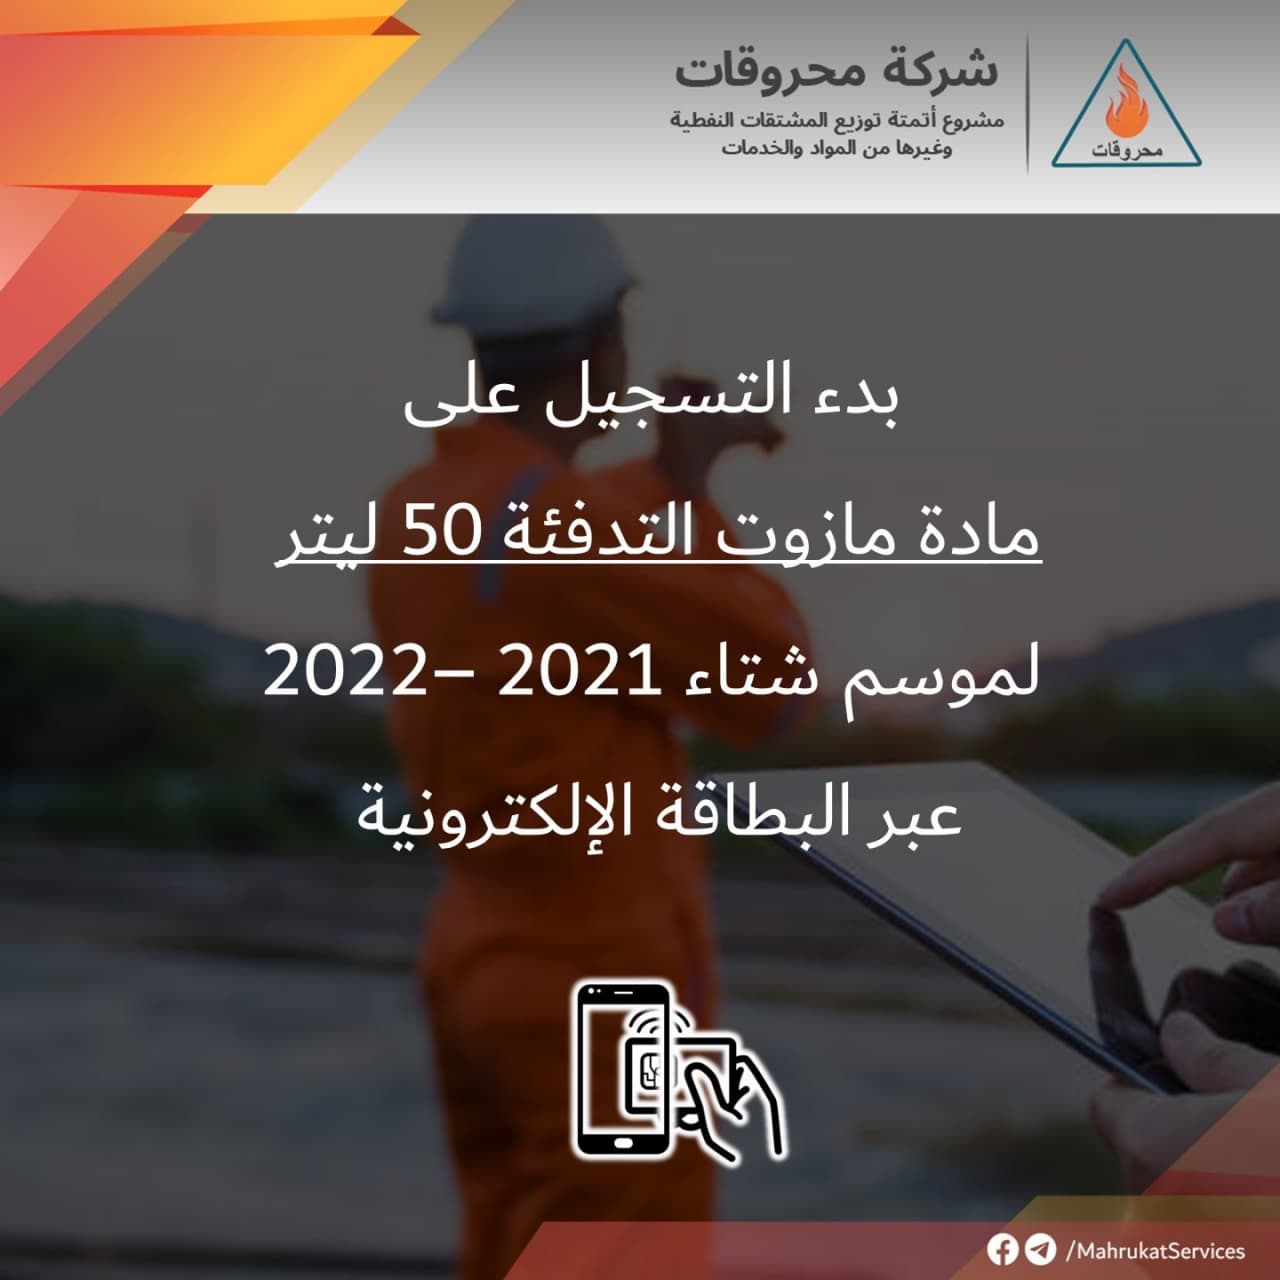 شركة محروقات
مشروع أتمتة توزيع المشتقات النفطية
وغيرها من المواد والخدمات
محروقات
بدء التسجيل على
مادة مازوت التدفئة 50 ليتر
لموسم شتاء 2021 –2022
عبر البطاقة الإلكترونية
/MahrukatServices